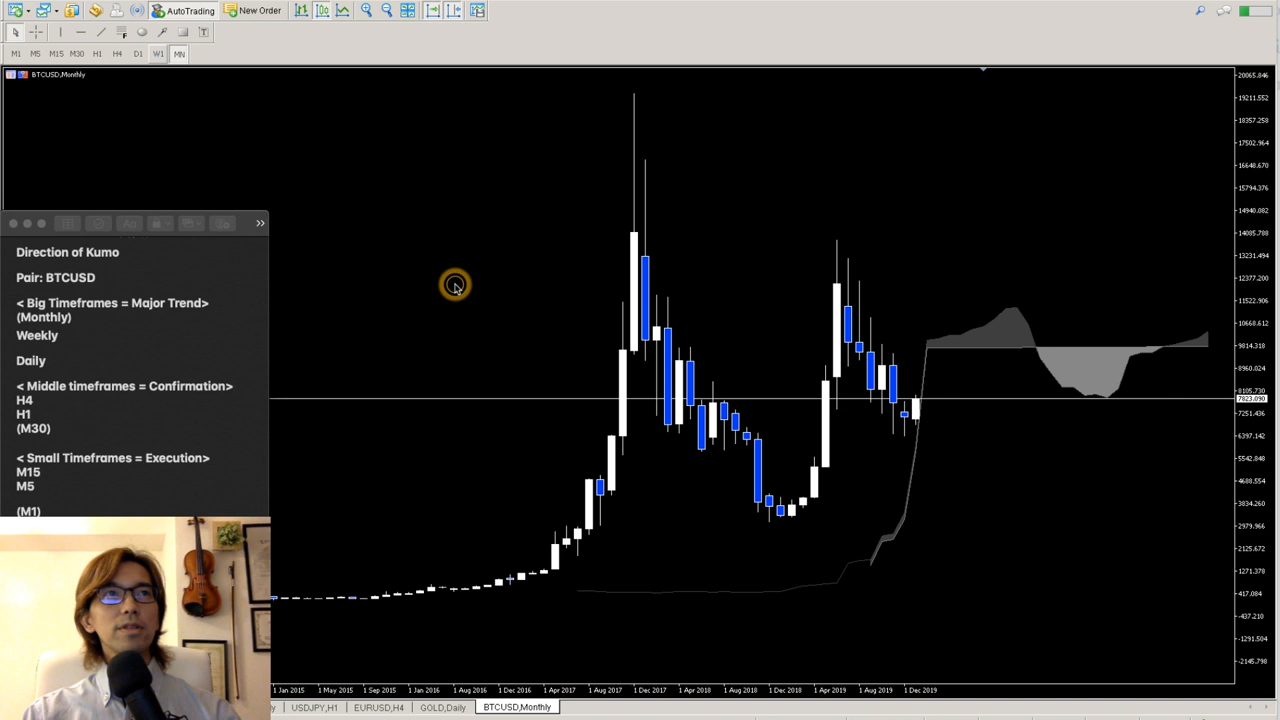 AutoTrading
New Order
M1 M5 M15 M30 H1 H4 D1 W1 MN
BTCUSD,Monthly
Direction of Kumo
Pair: BTCUSD
< Big Timeframes = Major Trend>
(Monthly)
Weekly
Daily
< Middle timeframes = Confirmation>
H4
H1
(M30)
< Small Timeframes = Execution>
M15
M5
(M1)
20065.846
19211.552
18357.258
17502.964
16648.670
15794.376
14940.082
14085.788
13231.494
12377.200
11522.906
10668.612
9814.318
8960.024
8105.730
7823.090
7251.436
6397.142
5542.848
4688.554
3834.260
2979.966
2125.672
1271.378
417.084
-437.210
-1291.504
-2145.798
1 Jan 2015 1 May 2015 1 Sep 2015 1 Jan 2016 1 Aug 2016 1 Dec 2016 1 Apr 2017 1 Aug 2017 1 Dec 2017 1 Apr 2018 1 Aug 2018 1 Dec 2018 1 Apr 2019 1 Aug 2019 1 Dec 2019
USDJPY,H1 EURUSD,H4 GOLD,Daily BTCUSD,Monthly